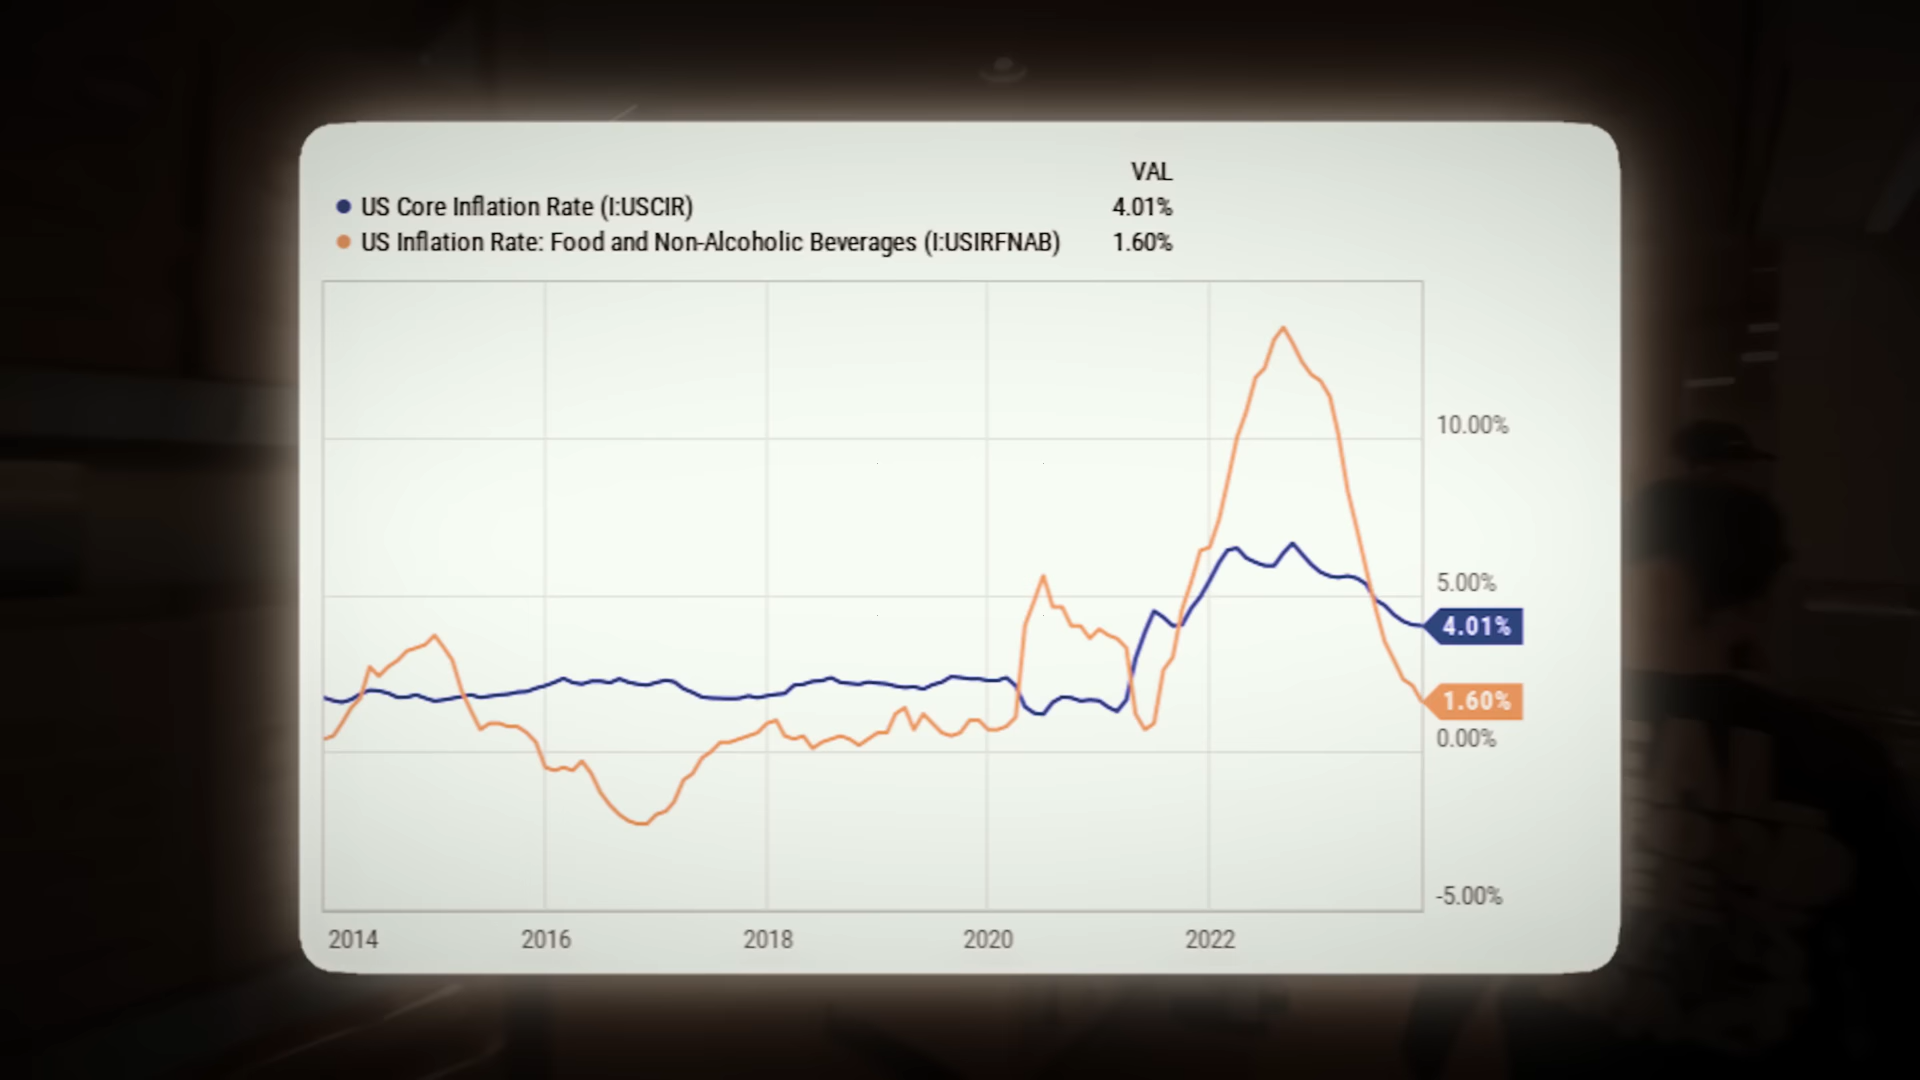 VAL
US Core Inflation Rate (I:USCIR) 4.01%
US Inflation Rate: Food and Non-Alcoholic Beverages (I:USIRFNAB) 1.60%
10.00%
5.00%
4.01%
1.60%
0.00%
-5.00%
2014 2016 2018 2020 2022